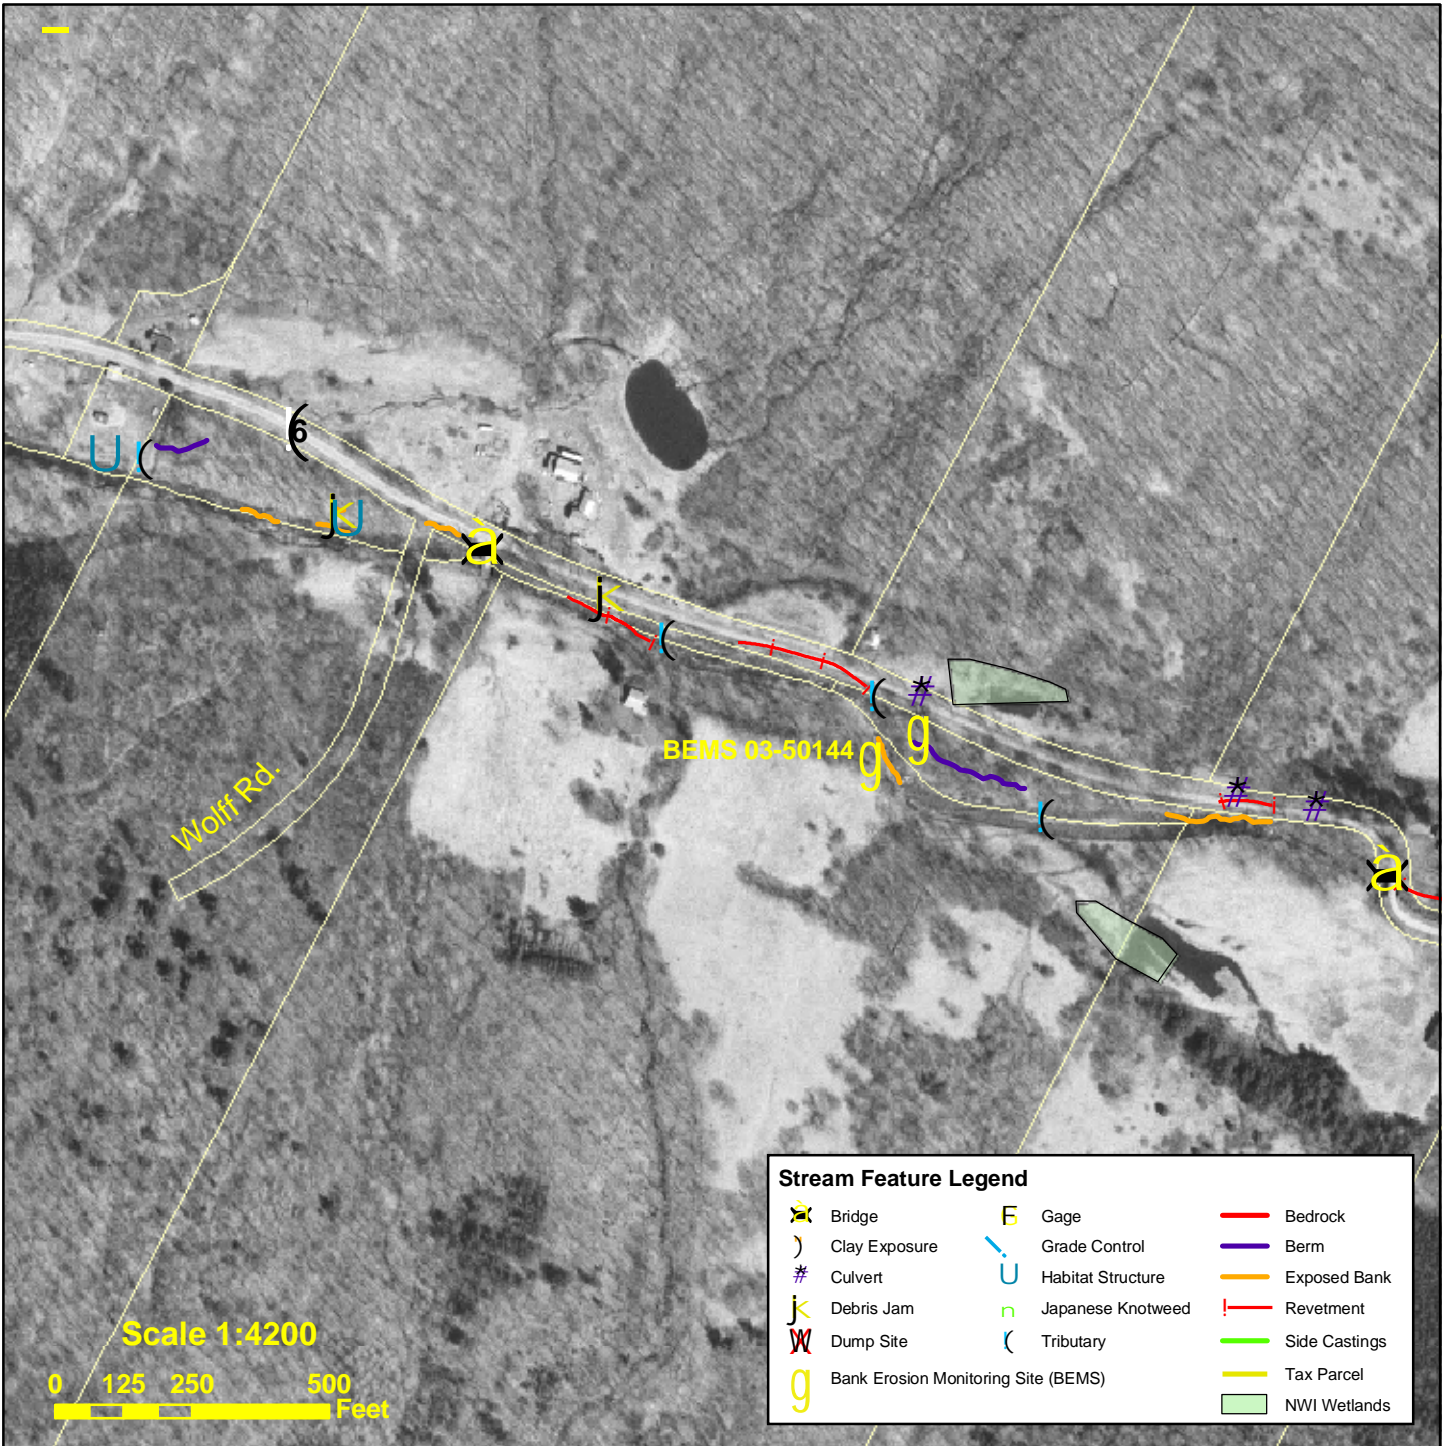 6
BEMS 03-50144
Wolff Rd.
Stream Feature Legend
Bridge
Clay Exposure
Culvert
Debris Jam
Dump Site
Bank Erosion Monitoring Site (BEMS)
Gage
Grade Control
Habitat Structure
Japanese Knotweed
Tributary
Bedrock
Berm
Exposed Bank
Revetment
Side Castings
Tax Parcel
NWI Wetlands
Scale 1:4200
0 125 250 500
Feet